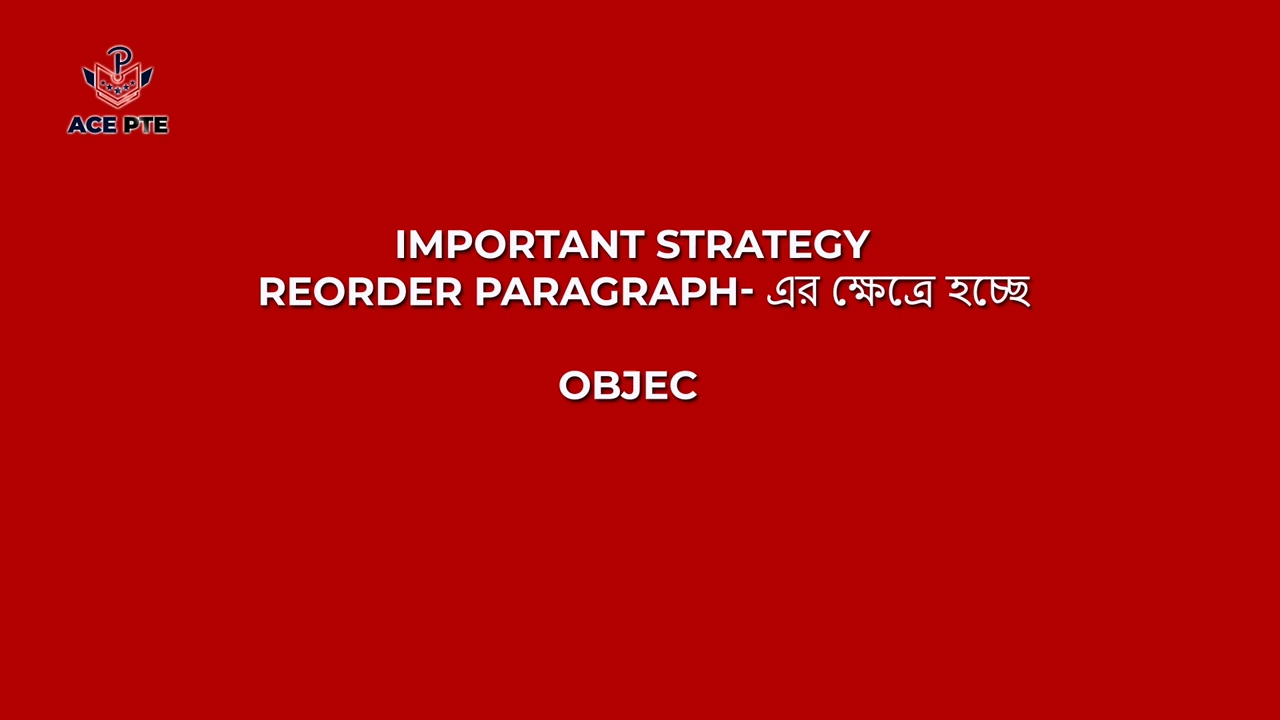 ACE PTE
IMPORTANT STRATEGY
REORDER PARAGRAPH- এর ক্ষেত্রে হচ্ছে
OBJEC